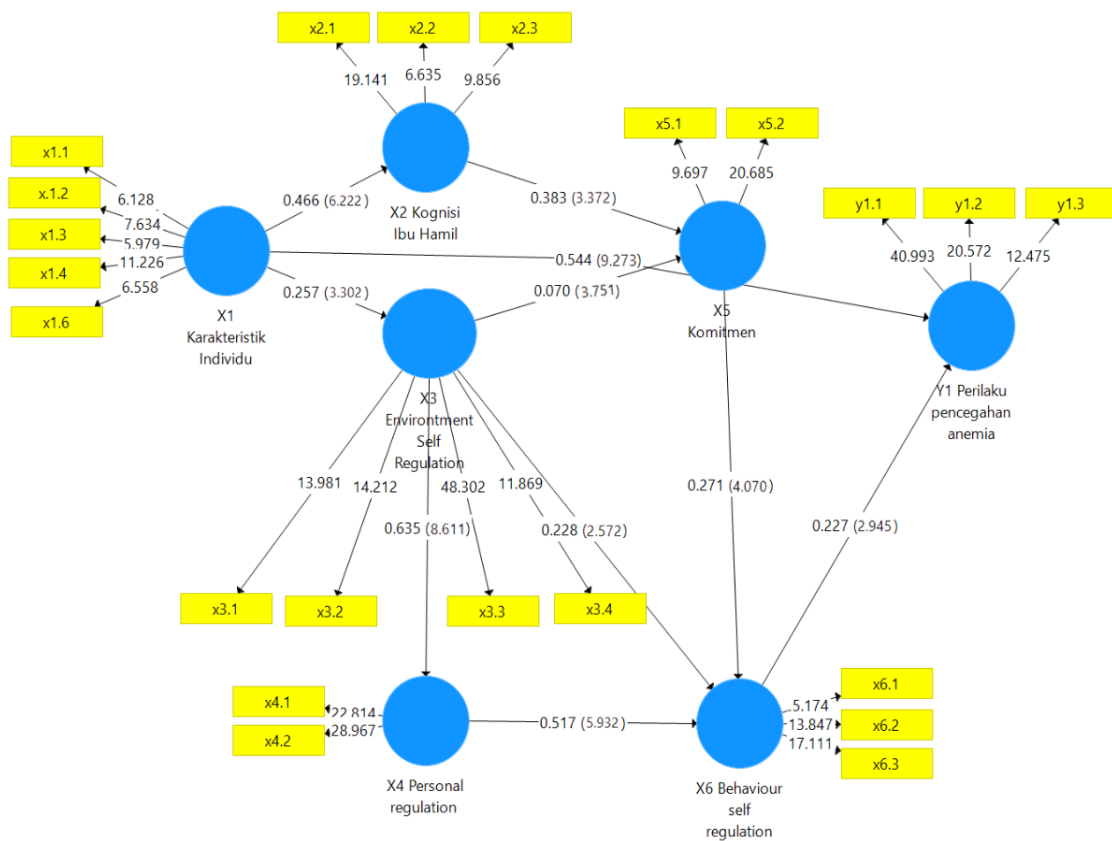 x2.1
x2.2
x2.3
19.141
6.635
9.856
x1.1
x.1.2
x1.3
x1.4
x1.6
6.128
7.634
5.979
11.226
6.558
X1
Karakteristik
Individu
0.466 (6.222)
X2 Kognisi
Ibu Hamil
0.257 (3.302)
0.383 (3.372)
0.544 (9.273)
0.070 (3.751)
x5.1
x5.2
9.697
20.685
X5
Komitmen
y1.1
y1.2
y1.3
40.993
20.572
12.475
Y1 Perilaku
pencegahan
anemia
X3
Environtment
Self
Regulation
13.981
14.212
48.302
11.869
0.635 (8.611)
0.228 (2.572)
0.271 (4.070)
0.227 (2.945)
x3.1
x3.2
x3.3
x3.4
x4.1
x4.2
22.814
28.967
X4 Personal
regulation
0.517 (5.932)
x6.1
x6.2
x6.3
5.174
13.847
17.111
X6 Behaviour
self
regulation